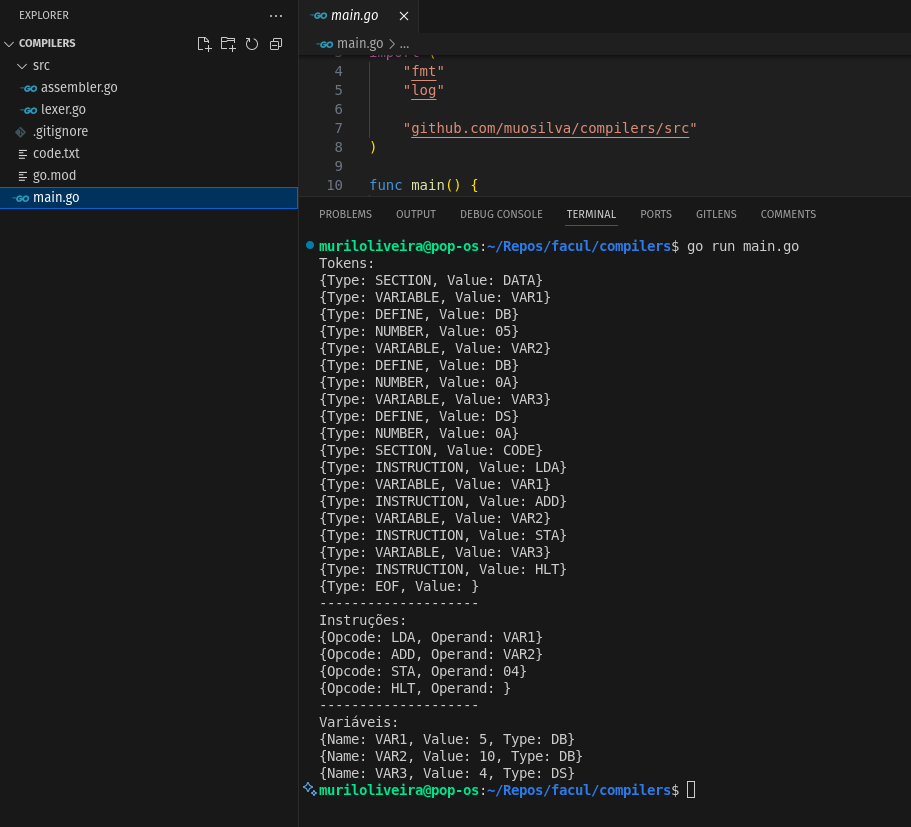 EXPLORER
COMPILERS
src
assembler.go
lexer.go
.gitignore
code.txt
go.mod
main.go
main.go
main.go > ...
3 import (
4 "fmt"
5 "log"
6
7 "github.com/muosilva/compilers/src"
8 )
9
10 func main() {
PROBLEMS OUTPUT DEBUG CONSOLE TERMINAL PORTS GITLENS COMMENTS
muriloliveira@pop-os:~/Repos/facul/compilers$ go run main.go
Tokens:
{Type: SECTION, Value: DATA}
{Type: VARIABLE, Value: VAR1}
{Type: DEFINE, Value: DB}
{Type: NUMBER, Value: 05}
{Type: VARIABLE, Value: VAR2}
{Type: DEFINE, Value: DB}
{Type: NUMBER, Value: 0A}
{Type: VARIABLE, Value: VAR3}
{Type: DEFINE, Value: DS}
{Type: NUMBER, Value: 0A}
{Type: SECTION, Value: CODE}
{Type: INSTRUCTION, Value: LDA}
{Type: VARIABLE, Value: VAR1}
{Type: INSTRUCTION, Value: ADD}
{Type: VARIABLE, Value: VAR2}
{Type: INSTRUCTION, Value: STA}
{Type: VARIABLE, Value: VAR3}
{Type: INSTRUCTION, Value: HLT}
{Type: EOF, Value: }
--------------------
Instruções:
{Opcode: LDA, Operand: VAR1}
{Opcode: ADD, Operand: VAR2}
{Opcode: STA, Operand: 04}
{Opcode: HLT, Operand: }
--------------------
Variáveis:
{Name: VAR1, Value: 5, Type: DB}
{Name: VAR2, Value: 10, Type: DB}
{Name: VAR3, Value: 4, Type: DS}
muriloliveira@pop-os:~/Repos/facul/compilers$